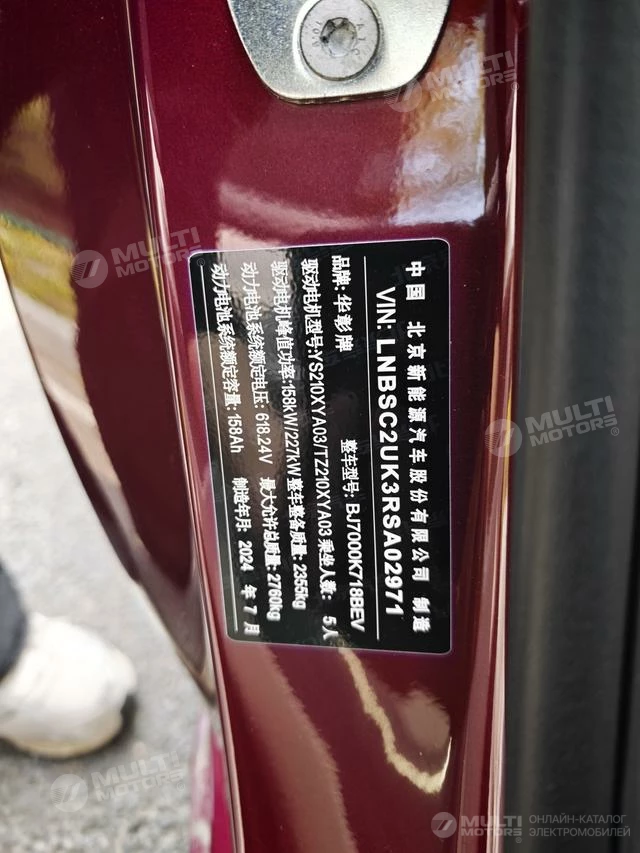 中国 北京新能源汽车股份有限公司 制造
VIN: LNBSC2UK3RSA02971
品牌: 华彰牌 整车型号: BJ7000K718BEV
驱动电机型号:YS210XYA03/TZ210XYA03 乘坐人数: 5人
驱动电机峰值功率:158kW/227kW 整车整备质量: 2355kg
动力电池系统额定电压: 618.24V 最大允许总质量: 2760kg
动力电池系统额定容量: 158Ah 制造年月: 2024 年 7 月
MULTI
MOTORS
MULTI
MOTORS
MULTI
MOTORS
MULTI
MOTORS
MULTI
MOTORS
ОНЛАЙН-КАТАЛОГ
ЭЛЕКТРОМОБИЛЕЙ